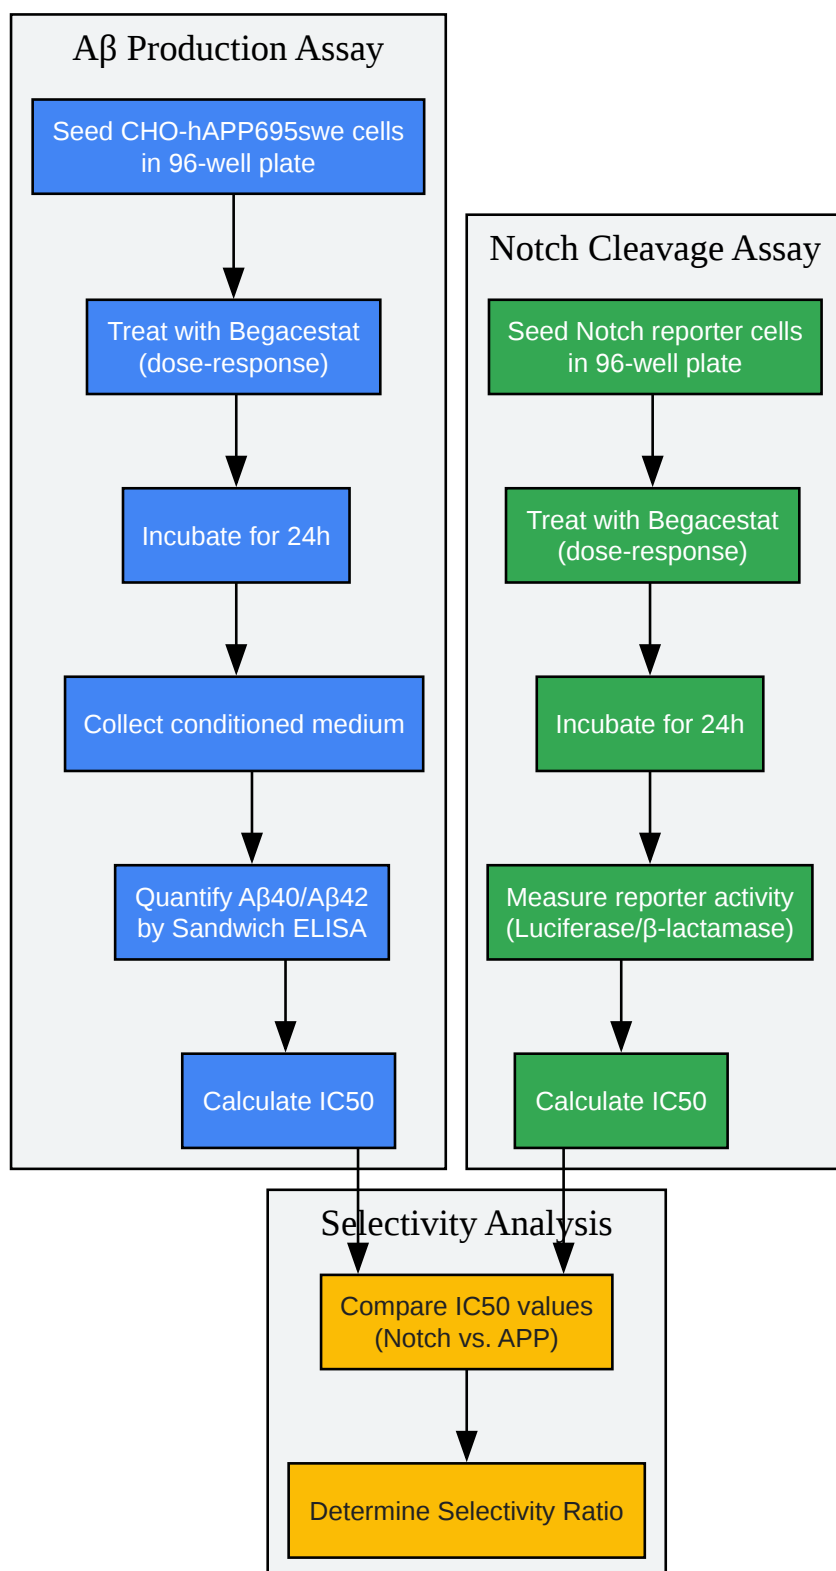 Aβ Production Assay
Seed CHO-hAPP695swe cells
in 96-well plate
Treat with Begacestat
(dose-response)
Incubate for 24h
Collect conditioned medium
Quantify Aβ40/Aβ42
by Sandwich ELISA
Calculate IC50
Notch Cleavage Assay
Seed Notch reporter cells
in 96-well plate
Treat with Begacestat
(dose-response)
Incubate for 24h
Measure reporter activity
(Luciferase/β-lactamase)
Calculate IC50
Selectivity Analysis
Compare IC50 values
(Notch vs. APP)
Determine Selectivity Ratio